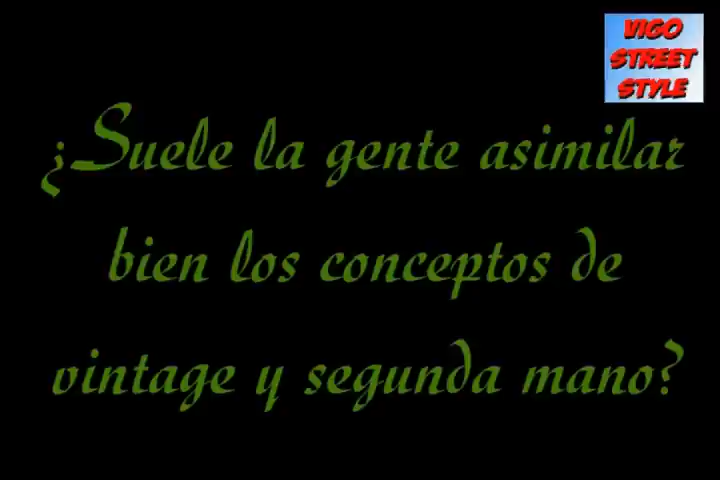 VIGO
STREET
STYLE
¿Suele la gente asimilar
bien los conceptos de
vintage y segunda mano?